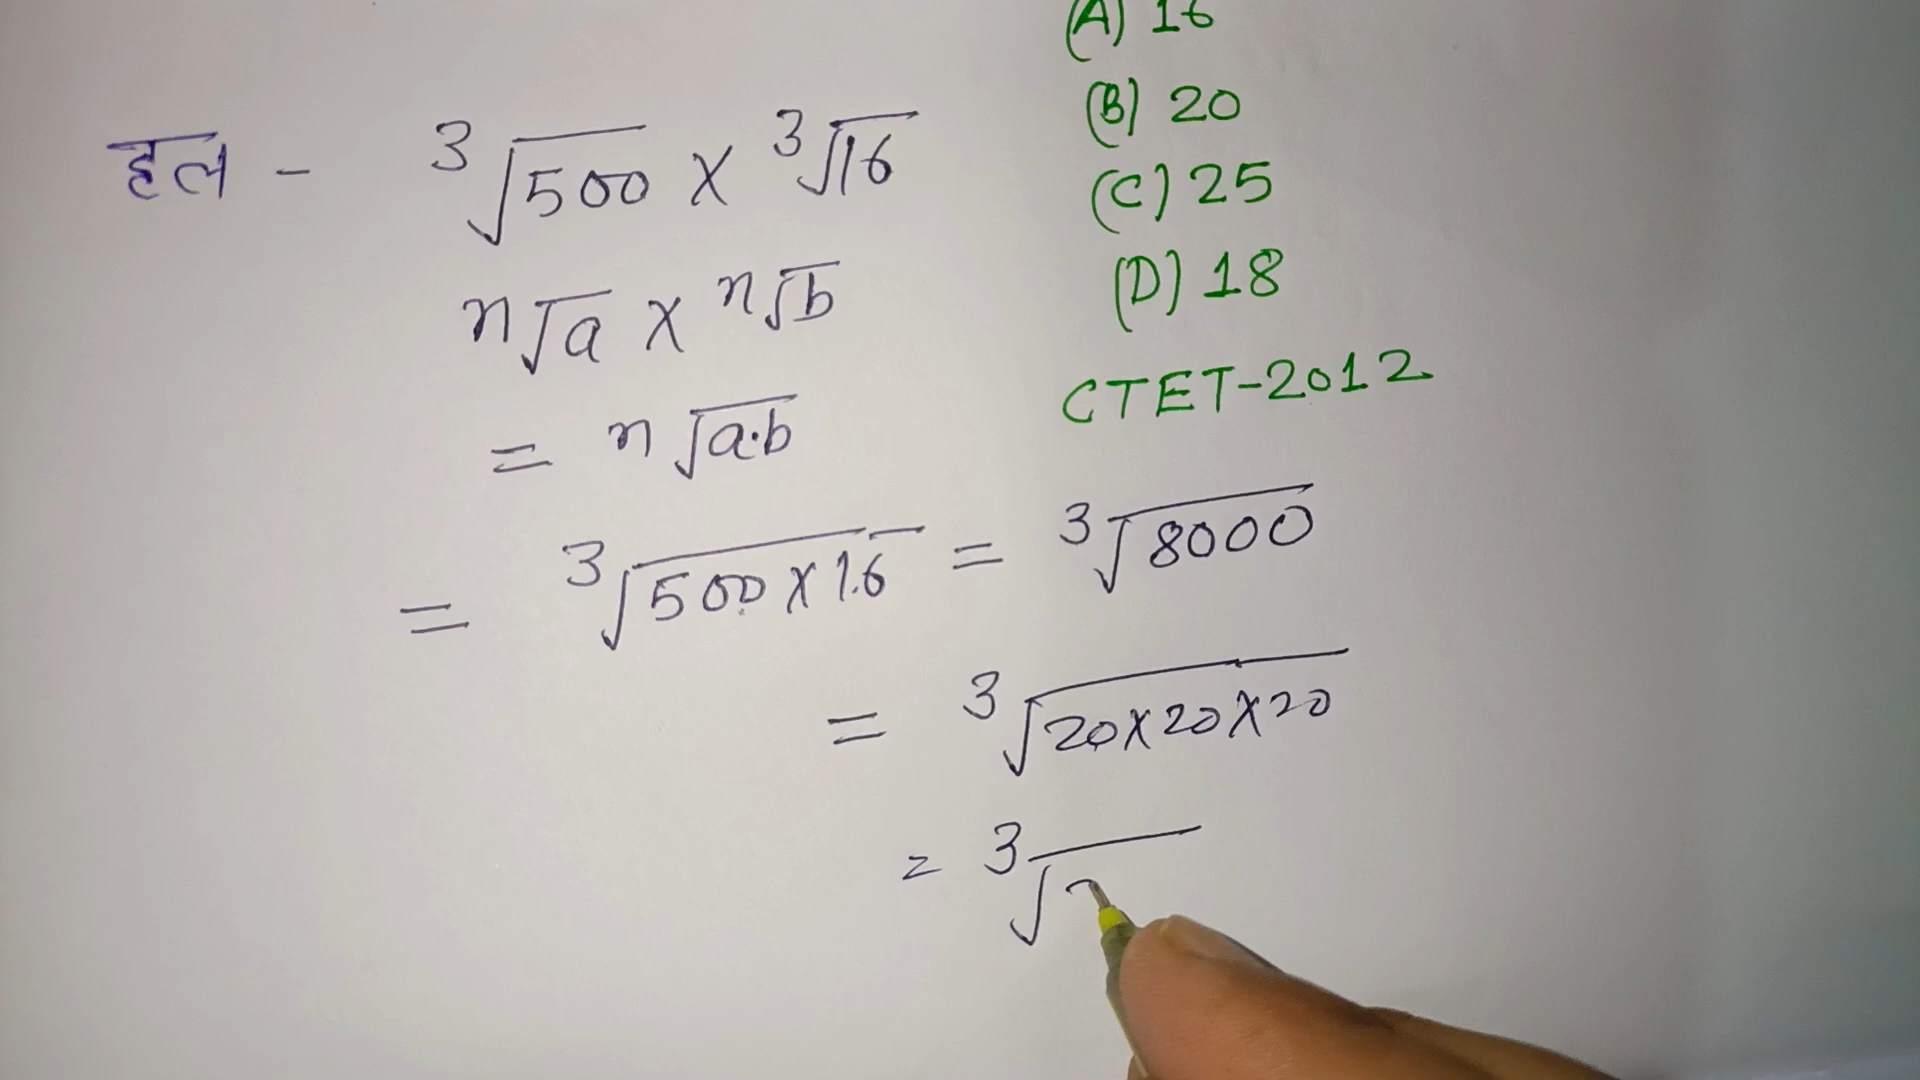 (A) 16
(B) 20
(C) 25
(D) 18
CTET-2012
हल - ³√500 × ³√16
ⁿ√a × ⁿ√b
= ⁿ√a·b
= ³√500×16 = ³√8000
= ³√20×20×20
= ³√